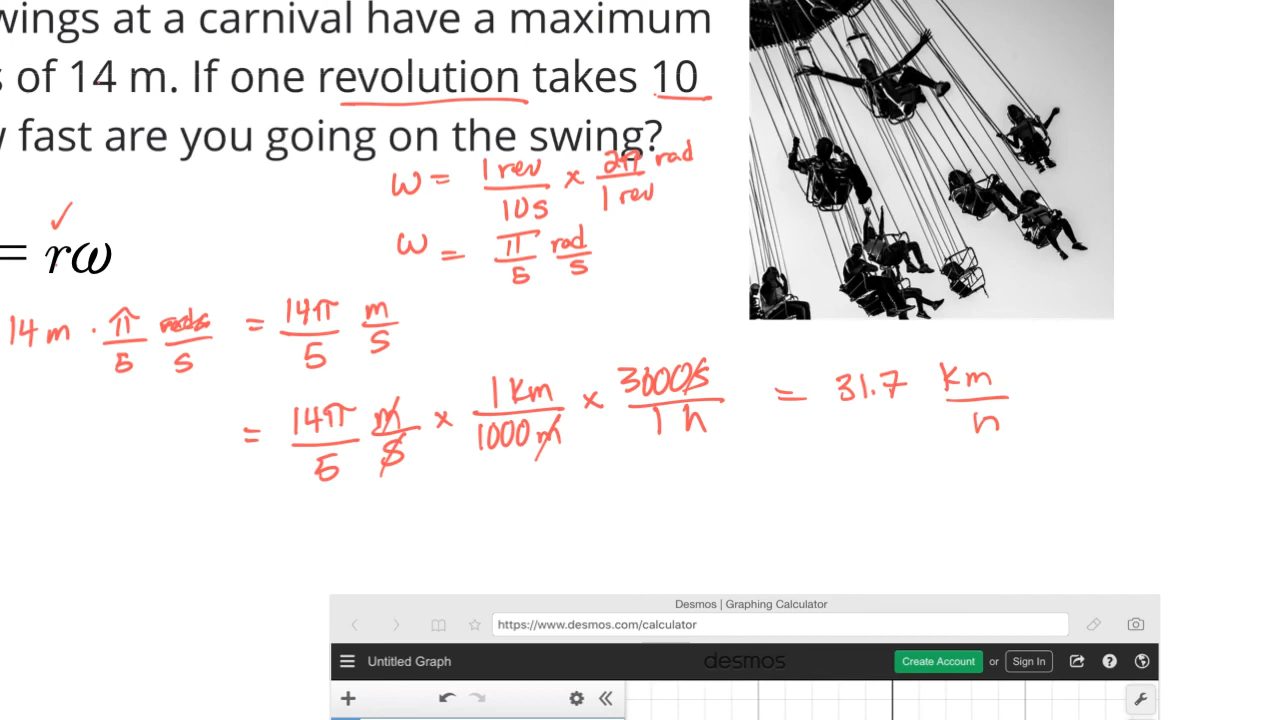 wings at a carnival have a maximum
s of 14 m. If one revolution takes 10
fast are you going on the swing?
ω = 1 rev / 10 s × 2π rad / 1 rev
ω = π / 5 rad / s
✓
= rω
14 m · π / 5 rads / s = 14π / 5 m / s
= 14π / 5 m / s × 1 km / 1000 m × 3600 s / 1 h = 31.7 km / h
Desmos | Graphing Calculator
https://www.desmos.com/calculator
Untitled Graph desmos Create Account or Sign In